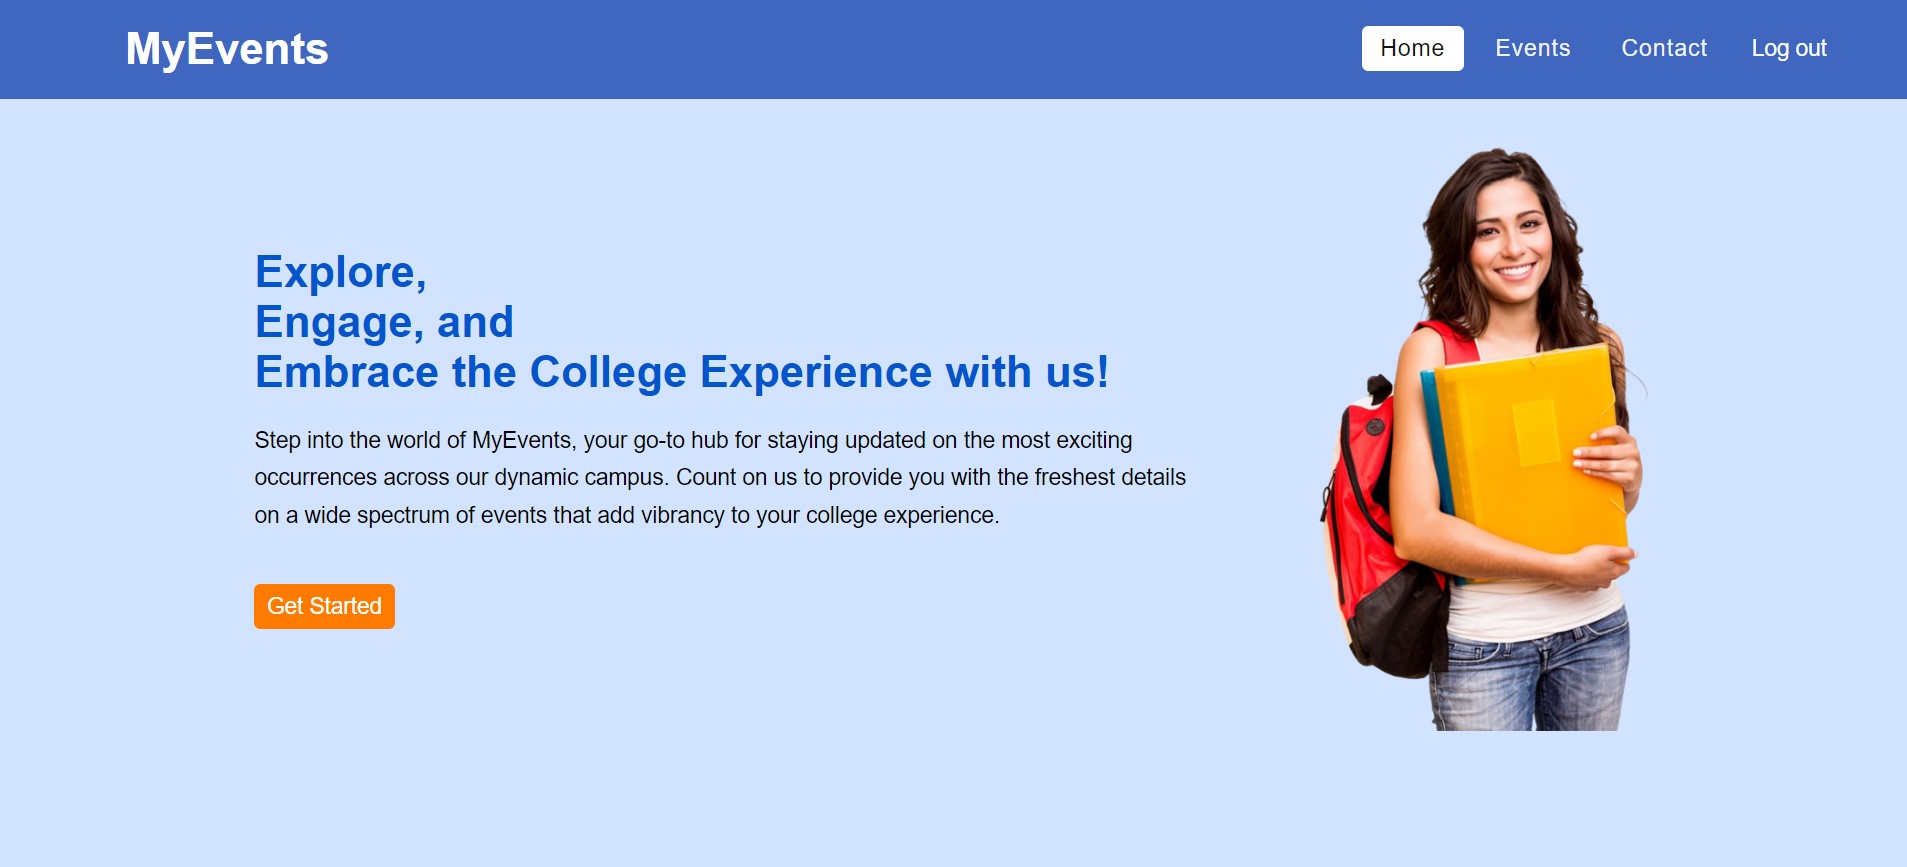 MyEvents
Home Events Contact Log out
Explore,
Engage, and
Embrace the College Experience with us!
Step into the world of MyEvents, your go-to hub for staying updated on the most exciting
occurrences across our dynamic campus. Count on us to provide you with the freshest details
on a wide spectrum of events that add vibrancy to your college experience.
Get Started